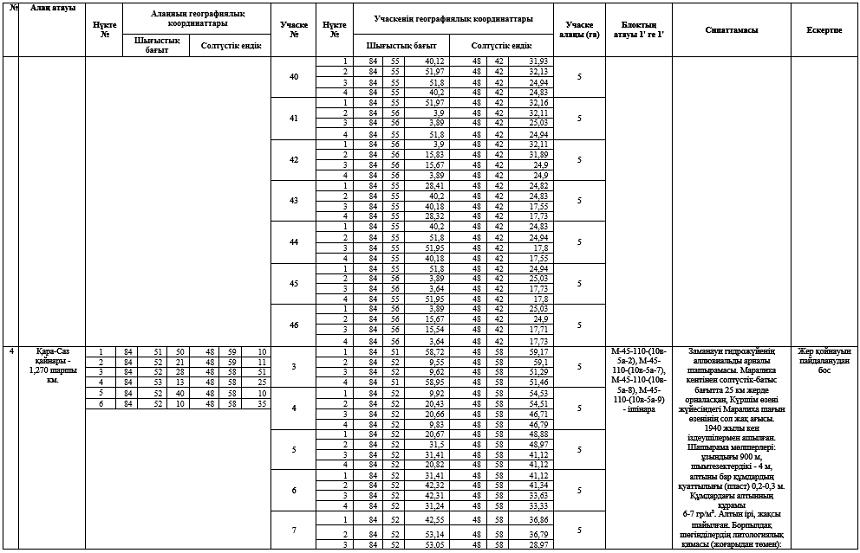 № Алаң атауы Нүкте № Алаңның географиялық координаттары Учаске № Нүкте № Учаскенің географиялық координаттары Учаске алаңы (га) Блоктың атауы 1' ге 1' Сипаттамасы Ескертпе
Шығыстық бағыт Солтүстік ендік Шығыстық бағыт Солтүстік ендік
40 5
1 84 55 40,12 48 42 31,93
2 84 55 51,97 48 42 32,13
3 84 55 51,8 48 42 24,94
4 84 55 40,2 48 42 24,83
41 5
1 84 55 51,97 48 42 32,16
2 84 56 3,9 48 42 32,11
3 84 56 3,89 48 42 25,03
4 84 55 51,8 48 42 24,94
42 5
1 84 56 3,9 48 42 32,11
2 84 56 15,83 48 42 31,89
3 84 56 15,67 48 42 24,9
4 84 56 3,89 48 42 24,9
43 5
1 84 55 28,41 48 42 24,82
2 84 55 40,2 48 42 24,83
3 84 55 40,18 48 42 17,55
4 84 55 28,32 48 42 17,73
44 5
1 84 55 40,2 48 42 24,83
2 84 55 51,8 48 42 24,94
3 84 55 51,95 48 42 17,8
4 84 55 40,18 48 42 17,55
45 5
1 84 55 51,8 48 42 24,94
2 84 56 3,89 48 42 25,03
3 84 56 3,64 48 42 17,73
4 84 55 51,95 48 42 17,8
46 5
1 84 56 3,89 48 42 25,03
2 84 56 15,67 48 42 24,9
3 84 56 15,54 48 42 17,71
4 84 56 3,64 48 42 17,73
4 Қара-Саз қайнары - 1,270 шаршы км.
1 84 51 50 48 59 10
2 84 52 21 48 59 11
3 84 52 28 48 58 51
4 84 53 13 48 58 25
5 84 52 40 48 58 10
6 84 52 10 48 58 35
3 5
1 84 51 58,72 48 58 59,17
2 84 52 9,55 48 58 59,1
3 84 52 9,62 48 58 51,29
4 84 51 58,95 48 58 51,46
4 5
1 84 52 9,92 48 58 54,53
2 84 52 20,43 48 58 54,51
3 84 52 20,66 48 58 46,71
4 84 52 9,83 48 58 46,79
5 5
1 84 52 20,67 48 58 48,88
2 84 52 31,5 48 58 48,97
3 84 52 31,41 48 58 41,12
4 84 52 20,82 48 58 41,12
6 5
1 84 52 31,41 48 58 41,12
2 84 52 42,32 48 58 41,34
3 84 52 42,31 48 58 33,63
4 84 52 31,24 48 58 33,33
7 5
1 84 52 42,55 48 58 36,86
2 84 52 53,14 48 58 36,79
3 84 52 53,05 48 58 28,97
М-45-110-(10в-
5а-2), М-45-
110-(10в-5а-7),
М-45-110-(10в-
5а-8), М-45-
110-(10в-5а-9)
- ішінара
Заманауи гидрожүйенің
аллювиальды арналы
шашырамасы. Маралиха
кентінен солтүстік-батыс
бағытта 25 км жерде
орналасқан, Күршім өзені
жүйесіндегі Маралиха шағын
өзенінің сол жақ ағысы.
1940 жылы кен
іздеушілермен ашылған.
Шашырама мөлшерлері:
ұзындығы 900 м,
шымтезектердікі - 4 м,
алтыны бар құмдардың
қуаттылығы (пласт) 0,2-0,3 м.
Құмдардағы алтынның
құрамы
6-7 гр/м³. Алтын ірі, жақсы
шайылған. Борпылдақ
шөгінділердің литологиялық
қимасы (жоғарыдан төмен):
Жер қойнауын
пайдаланудан
бос